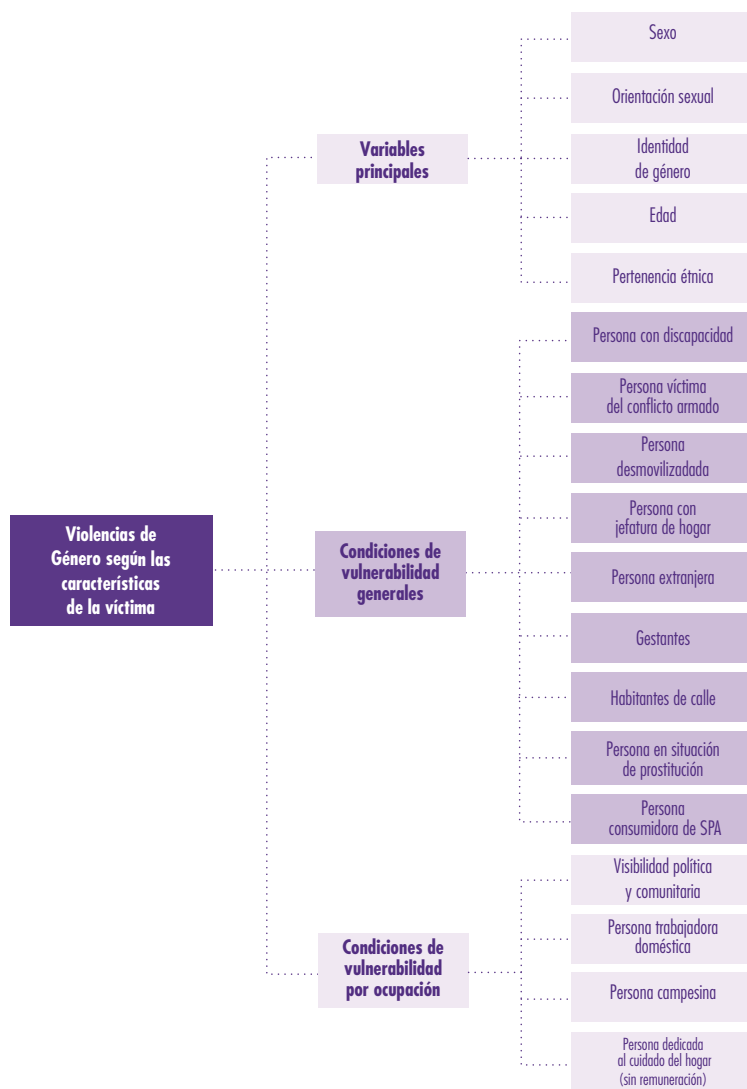 Violencias de
Género según las
características
de la víctima
Variables
principales
Sexo
Orientación sexual
Identidad
de género
Edad
Pertenencia étnica
Condiciones de
vulnerabilidad
generales
Persona con discapacidad
Persona víctima
del conflicto armado
Persona
desmovilizadada
Persona con
jefatura de hogar
Persona extranjera
Gestantes
Habitantes de calle
Persona en situación
de prostitución
Persona
consumidora de SPA
Condiciones de
vulnerabilidad
por ocupación
Visibilidad política
y comunitaria
Persona trabajadora
doméstica
Persona campesina
Persona dedicada
al cuidado del hogar
(sin remuneración)